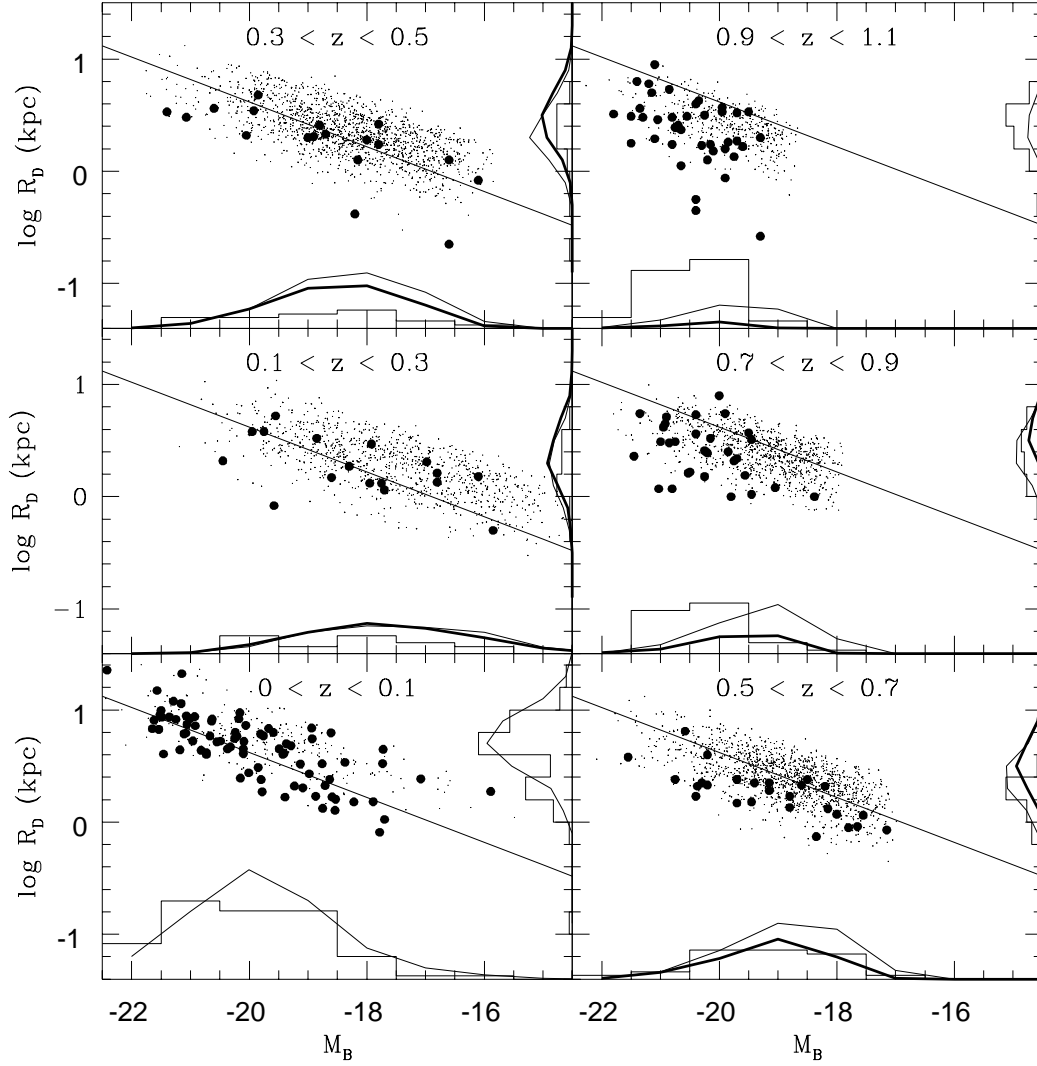 0.3 < z < 0.5
0.9 < z < 1.1
1
0
-1
log R_D (kpc)
0.1 < z < 0.3
0.7 < z < 0.9
1
0
-1
log R_D (kpc)
0 < z < 0.1
0.5 < z < 0.7
1
0
-1
log R_D (kpc)
-22 -20 -18 -16
-22 -20 -18 -16
M_B
M_B